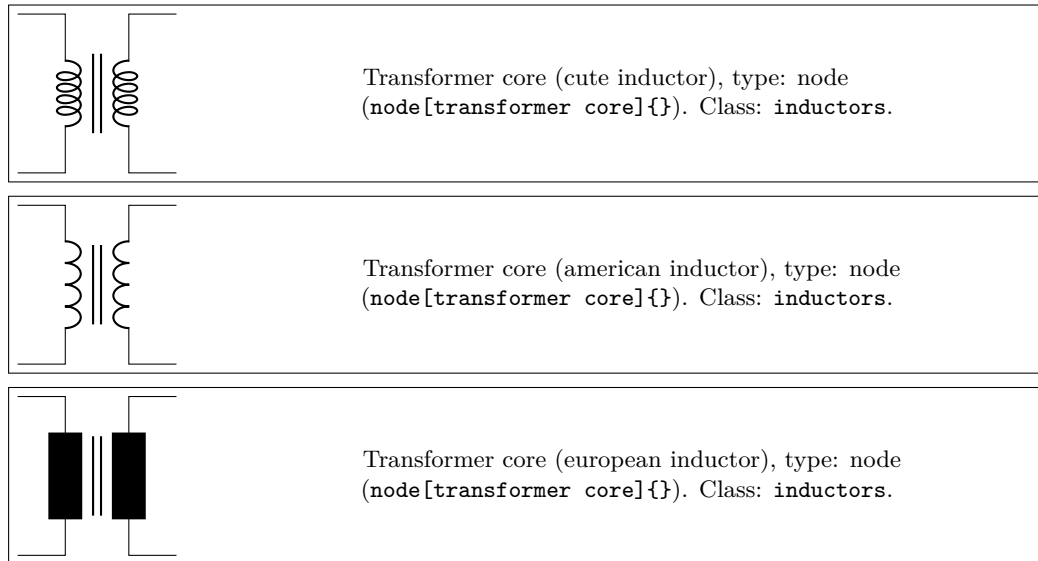 Transformer core (cute inductor), type: node
(node[transformer core]{}). Class: inductors.
Transformer core (american inductor), type: node
(node[transformer core]{}). Class: inductors.
Transformer core (european inductor), type: node
(node[transformer core]{}). Class: inductors.